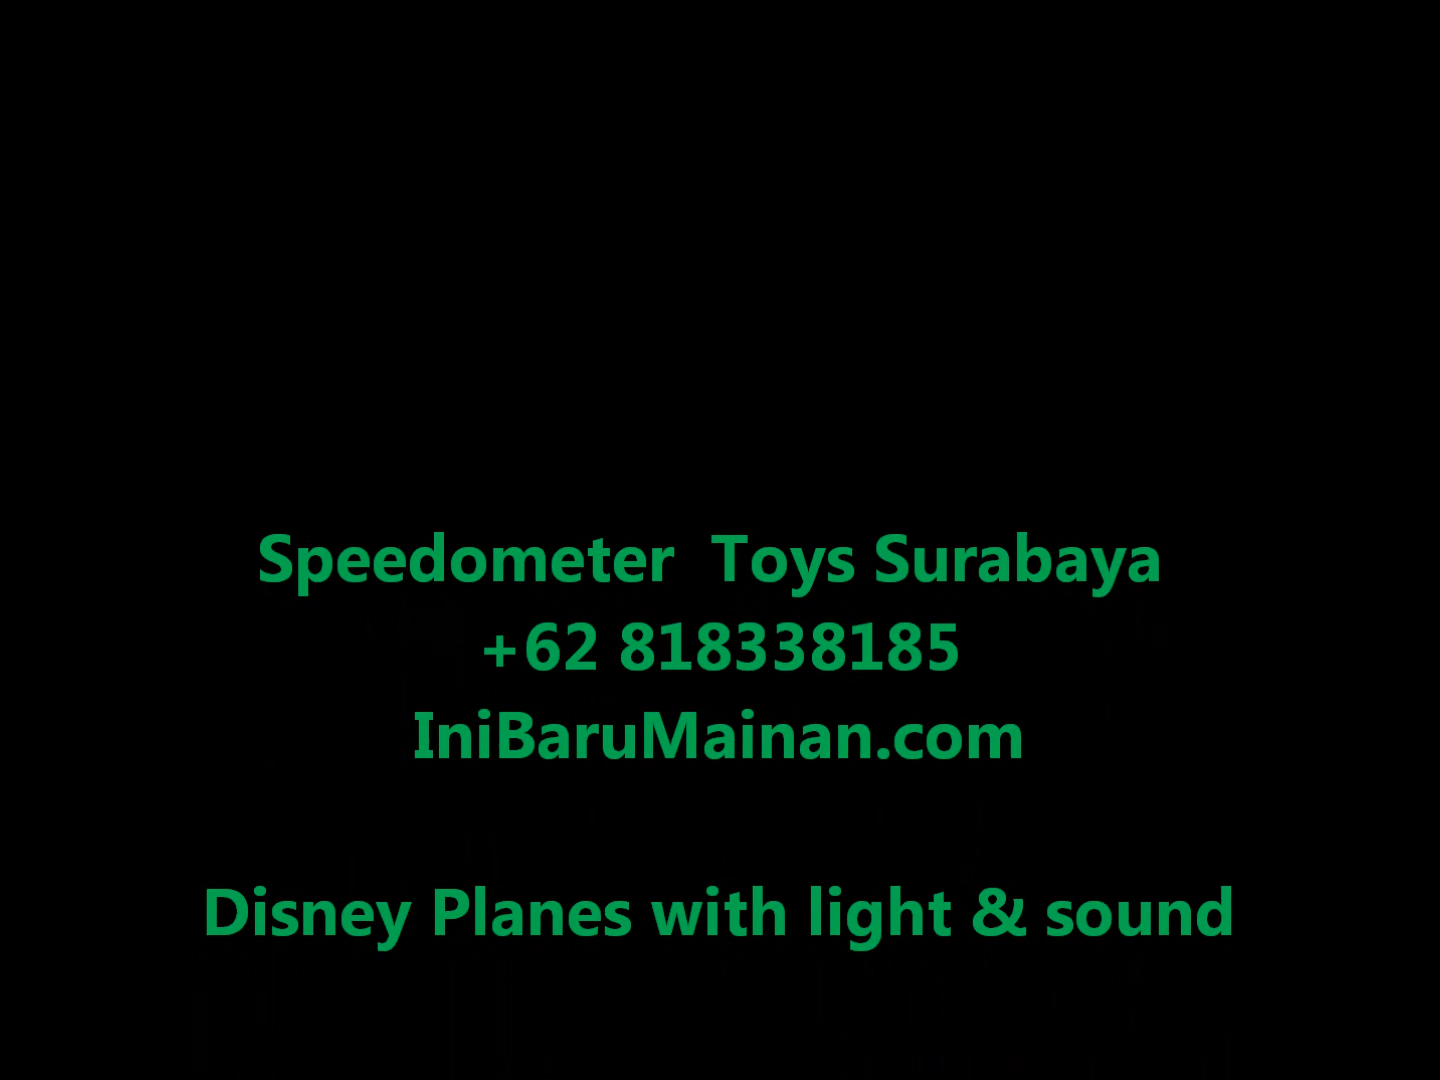 Speedometer  Toys Surabaya
+62 818338185
IniBaruMainan.com
Disney Planes with light & sound